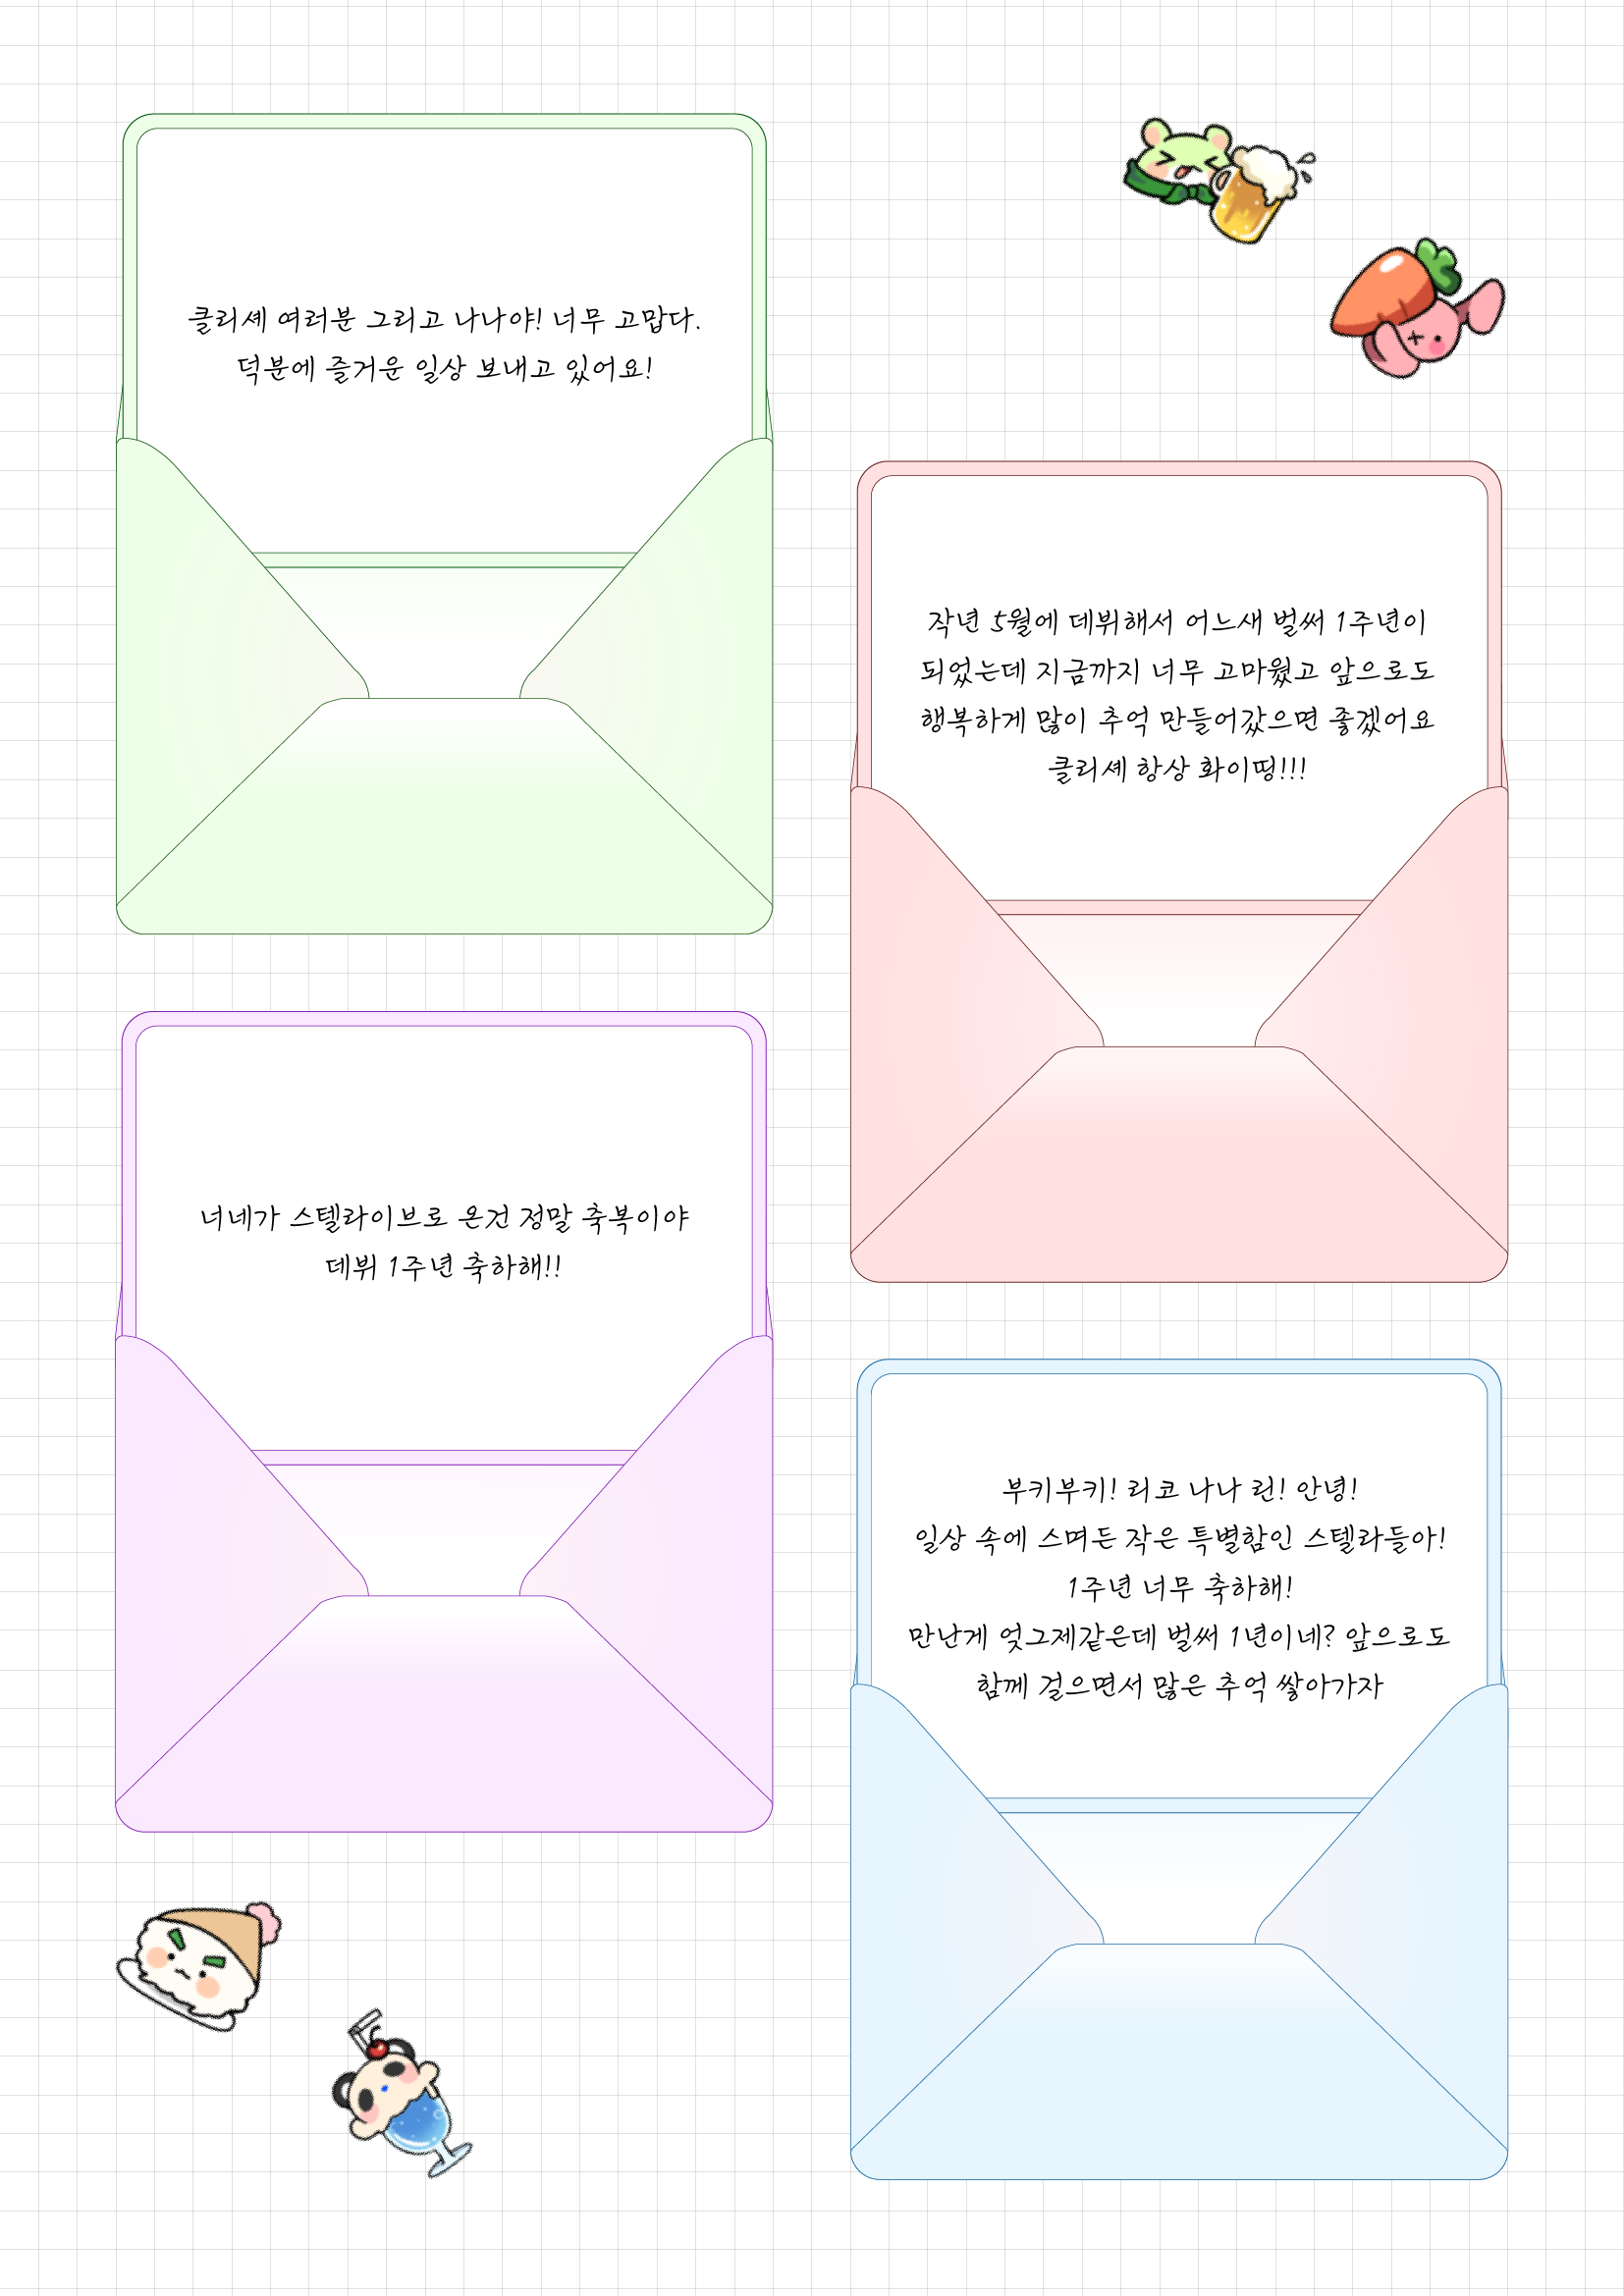 클리셰 여러분 그리고 나나야! 너무 고맙다.
덕분에 즐거운 일상 보내고 있어요!
작년 5월에 데뷔해서 어느새 벌써 1주년이
되었는데 지금까지 너무 고마웠고 앞으로도
행복하게 많이 추억 만들어갔으면 좋겠어요
클리셰 항상 화이띵!!!
너네가 스텔라이브로 온건 정말 축복이야
데뷔 1주년 축하해!!
부키부키! 리코 나나 린! 안녕!
일상 속에 스며든 작은 특별함인 스텔라들아!
1주년 너무 축하해!
만난게 엊그제같은데 벌써 1년이네? 앞으로도
함께 걸으면서 많은 추억 쌓아가자